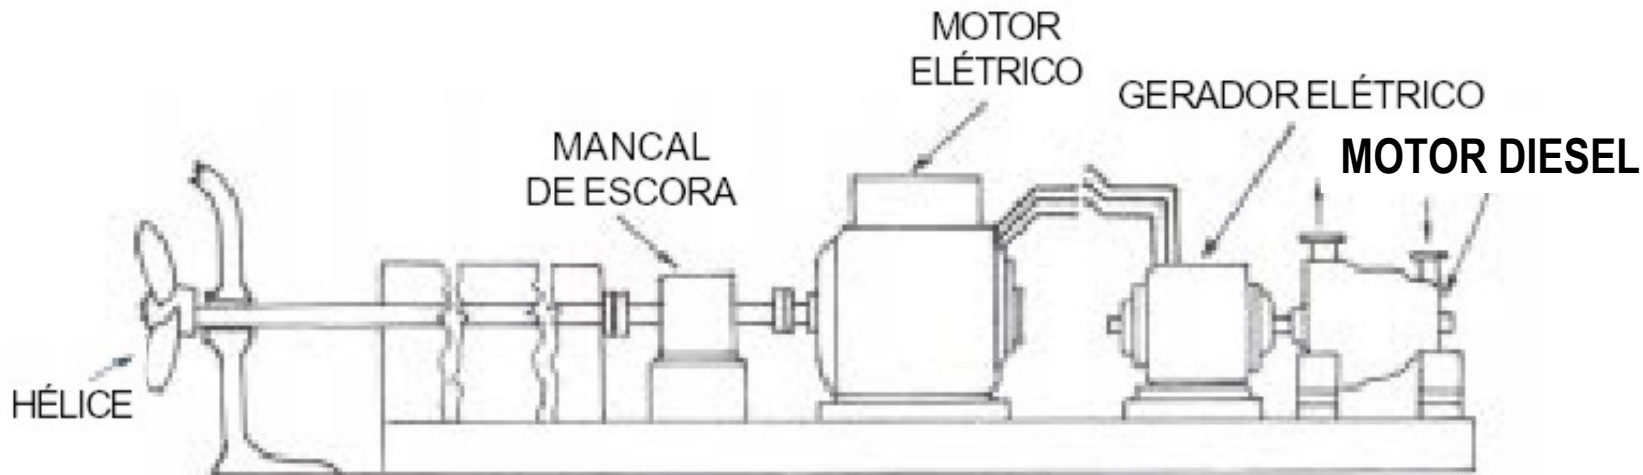 MOTOR
ELÉTRICO
GERADOR ELÉTRICO
MOTOR DIESEL
MANCAL
DE ESCORA
HÉLICE